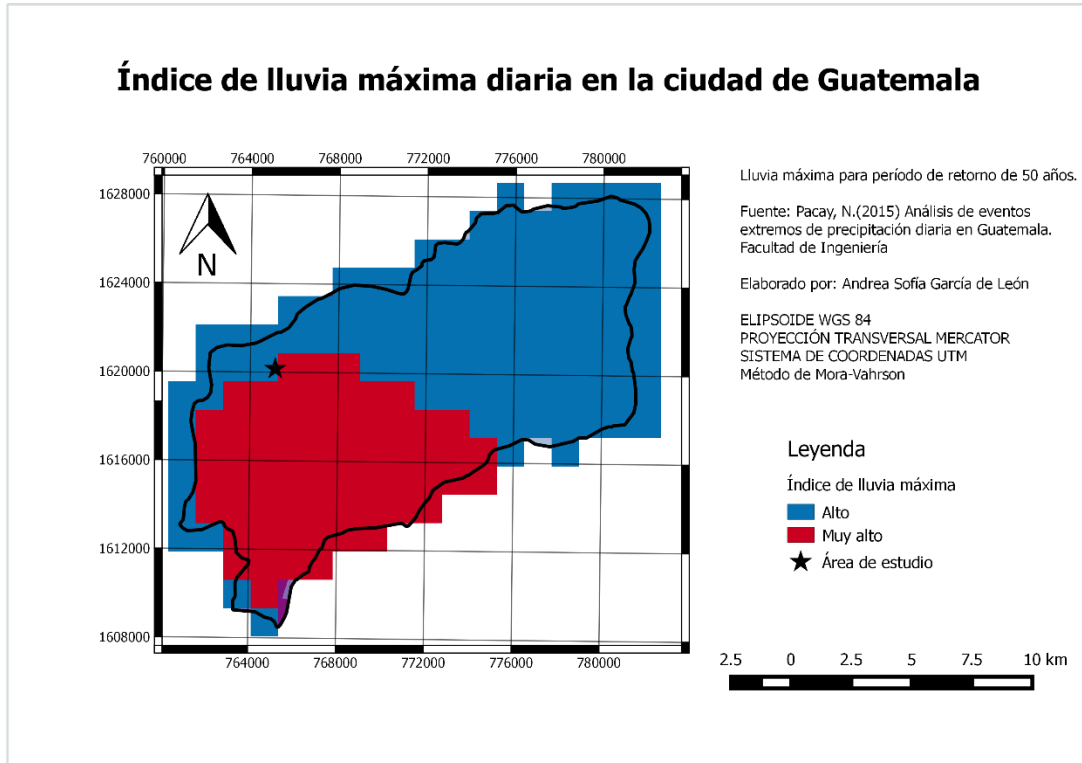 Índice de lluvia máxima diaria en la ciudad de Guatemala
760000 764000 768000 772000 776000 780000
1628000
1624000
1620000
1616000
1612000
1608000
N
764000 768000 772000 776000 780000
Lluvia máxima para período de retorno de 50 años.
Fuente: Pacay, N.(2015) Análisis de eventos
extremos de precipitación diaria en Guatemala.
Facultad de Ingeniería
Elaborado por: Andrea Sofía García de León
ELIPSOIDE WGS 84
PROYECCIÓN TRANSVERSAL MERCATOR
SISTEMA DE COORDENADAS UTM
Método de Mora-Vahrson
Leyenda
Índice de lluvia máxima
Alto
Muy alto
Área de estudio
2.5 0 2.5 5 7.5 10 km